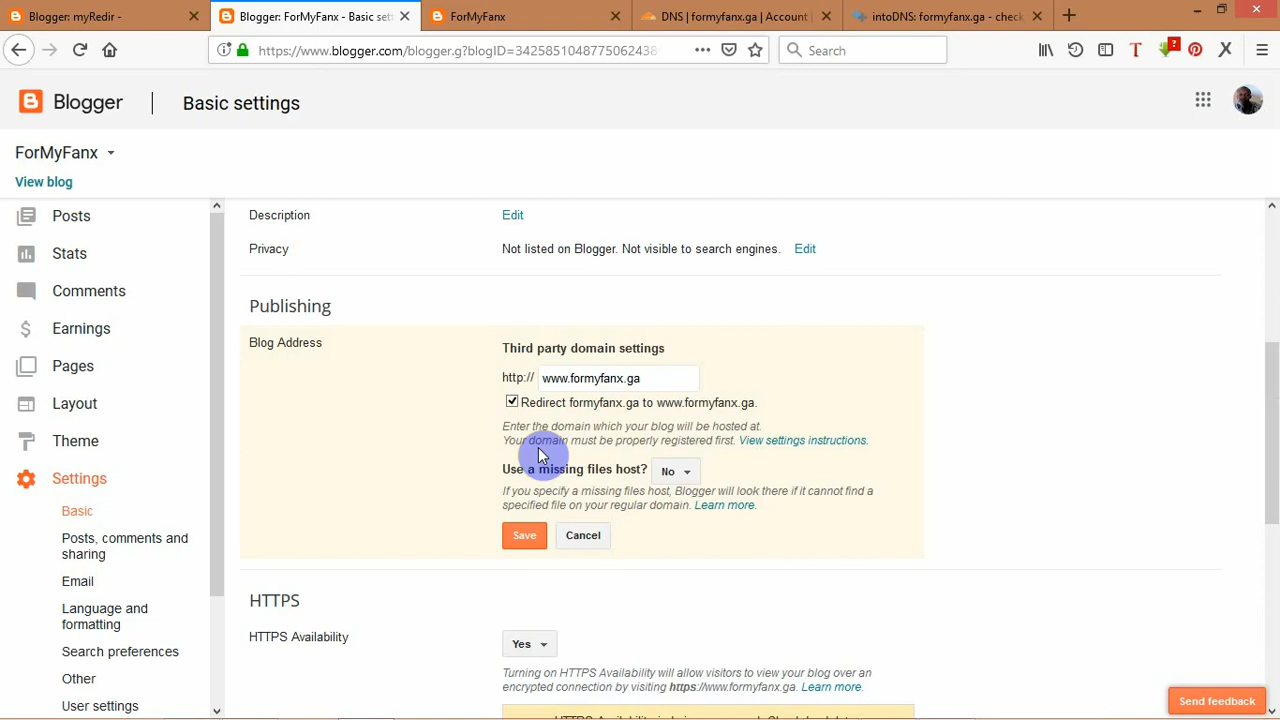 Blogger: myRedir -
Blogger: ForMyFanx - Basic set
ForMyFanx
DNS | formyfanx.ga | Account
intoDNS: formyfanx.ga - check
https://www.blogger.com/blogger.g?blogID=342585104877506243
Search
Blogger
Basic settings
ForMyFanx
View blog
Posts
Stats
Comments
Earnings
Pages
Layout
Theme
Settings
Basic
Posts, comments and
sharing
Email
Language and
formatting
Search preferences
Other
User settings
Description Edit
Privacy Not listed on Blogger. Not visible to search engines. Edit
Publishing
Blog Address
Third party domain settings
http:// www.formyfanx.ga
Redirect formyfanx.ga to www.formyfanx.ga.
Enter the domain which your blog will be hosted at.
Your domain must be properly registered first. View settings instructions.
Use a missing files host? No
If you specify a missing files host, Blogger will look there if it cannot find a
specified file on your regular domain. Learn more.
Save Cancel
HTTPS
HTTPS Availability Yes
Turning on HTTPS Availability will allow visitors to view your blog over an
encrypted connection by visiting https://www.formyfanx.ga. Learn more.
Send feedback